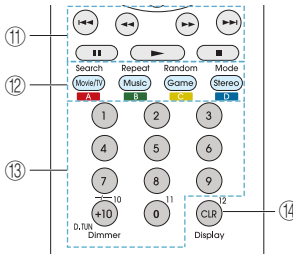 ⑪
Search Repeat Random Mode
⑫ Movie/TV Music Game Stereo
A B C D
1 2 3
4 5 6
⑬
7 8 9
10 11 12
+10 0 CLR ⑭
D.TUN
Dimmer Display